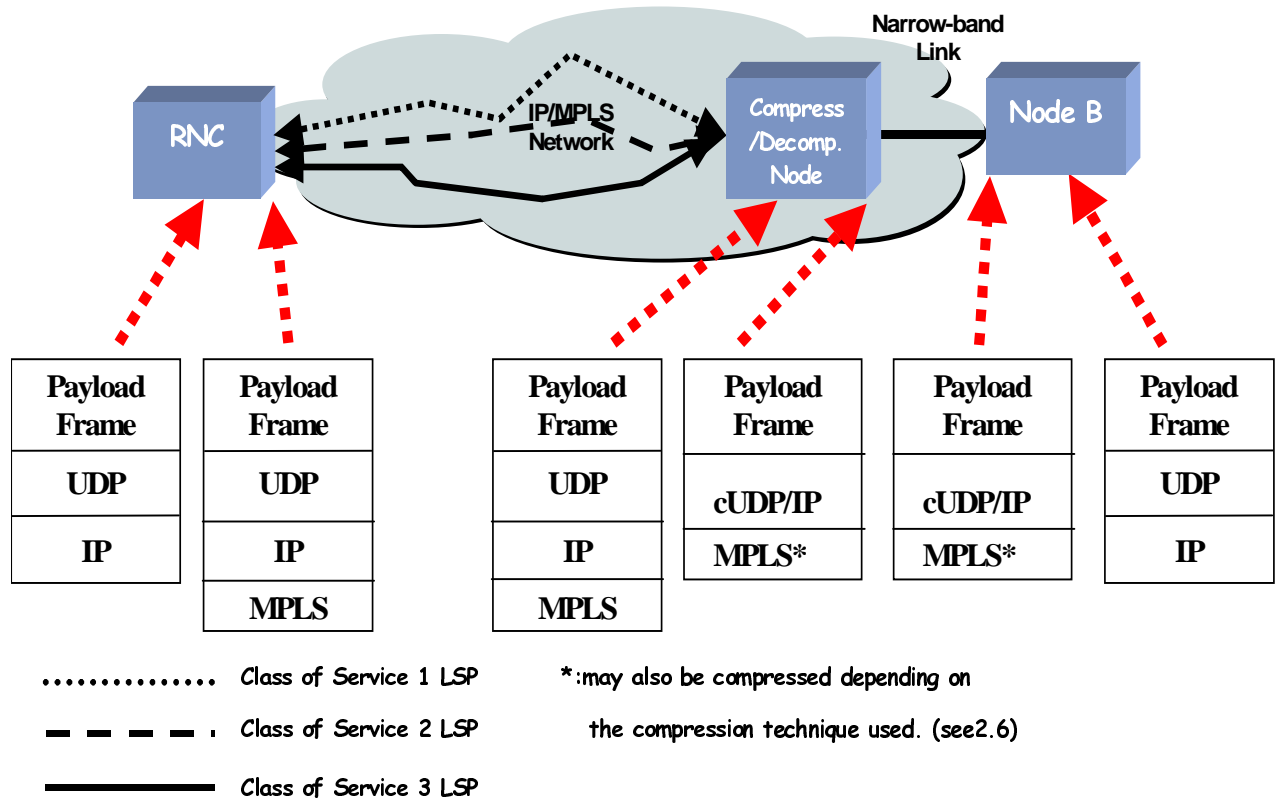 Narrow-band
Link
RNC
IP/MPLS
Network
Compress
/Decomp.
Node
Node B
Payload
Frame
UDP
IP
Payload
Frame
UDP
IP
MPLS
Payload
Frame
UDP
IP
MPLS
Payload
Frame
cUDP/IP
MPLS*
Payload
Frame
cUDP/IP
MPLS*
Payload
Frame
UDP
IP
Class of Service 1 LSP
Class of Service 2 LSP
Class of Service 3 LSP
*:may also be compressed depending on
the compression technique used. (see2.6)